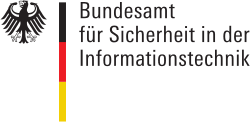 Bundesamt
für Sicherheit in der
Informationstechnik